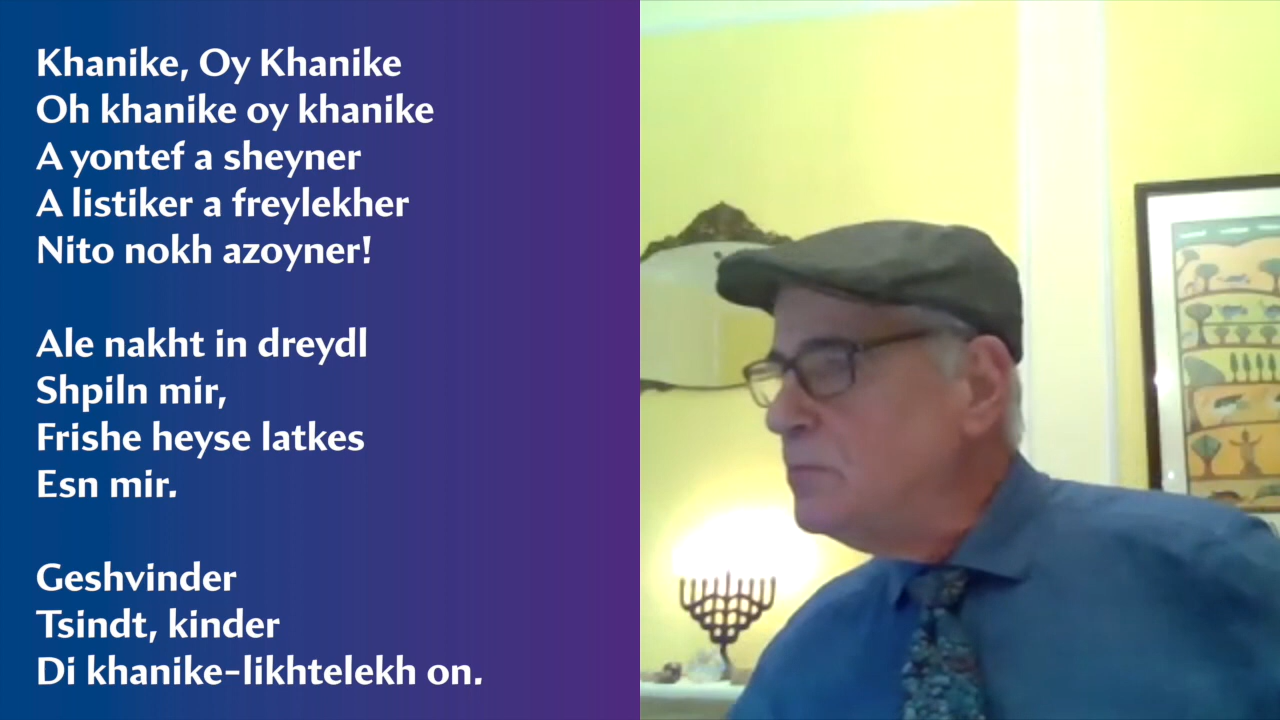 Khanike, Oy Khanike
Oh khanike oy khanike
A yontef a sheyner
A listiker a freylekher
Nito nokh azoyner!
Ale nakht in dreydl
Shpiln mir,
Frishe heyse latkes
Esn mir.
Geshvinder
Tsindt, kinder
Di khanike-likhtelekh on.